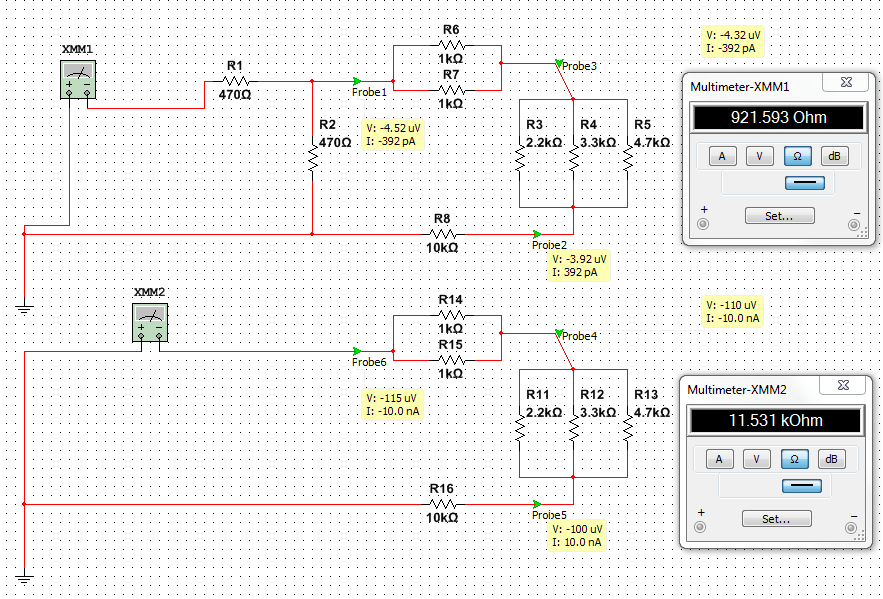 XMM1
+ −
R1
470Ω
R2
470Ω
Probe1
V: -4.52 uV
I: -392 pA
R6
1kΩ
R7
1kΩ
Probe3
V: -4.32 uV
I: -392 pA
R3
2.2kΩ
R4
3.3kΩ
R5
4.7kΩ
R8
10kΩ
Probe2
V: -3.92 uV
I: 392 pA
Multimeter-XMM1
921.593 Ohm
A V Ω dB
+ −
Set...
XMM2
+ −
Probe6
V: -115 uV
I: -10.0 nA
R14
1kΩ
R15
1kΩ
Probe4
V: -110 uV
I: -10.0 nA
R11
2.2kΩ
R12
3.3kΩ
R13
4.7kΩ
R16
10kΩ
Probe5
V: -100 uV
I: 10.0 nA
Multimeter-XMM2
11.531 kOhm
A V Ω dB
+ −
Set...